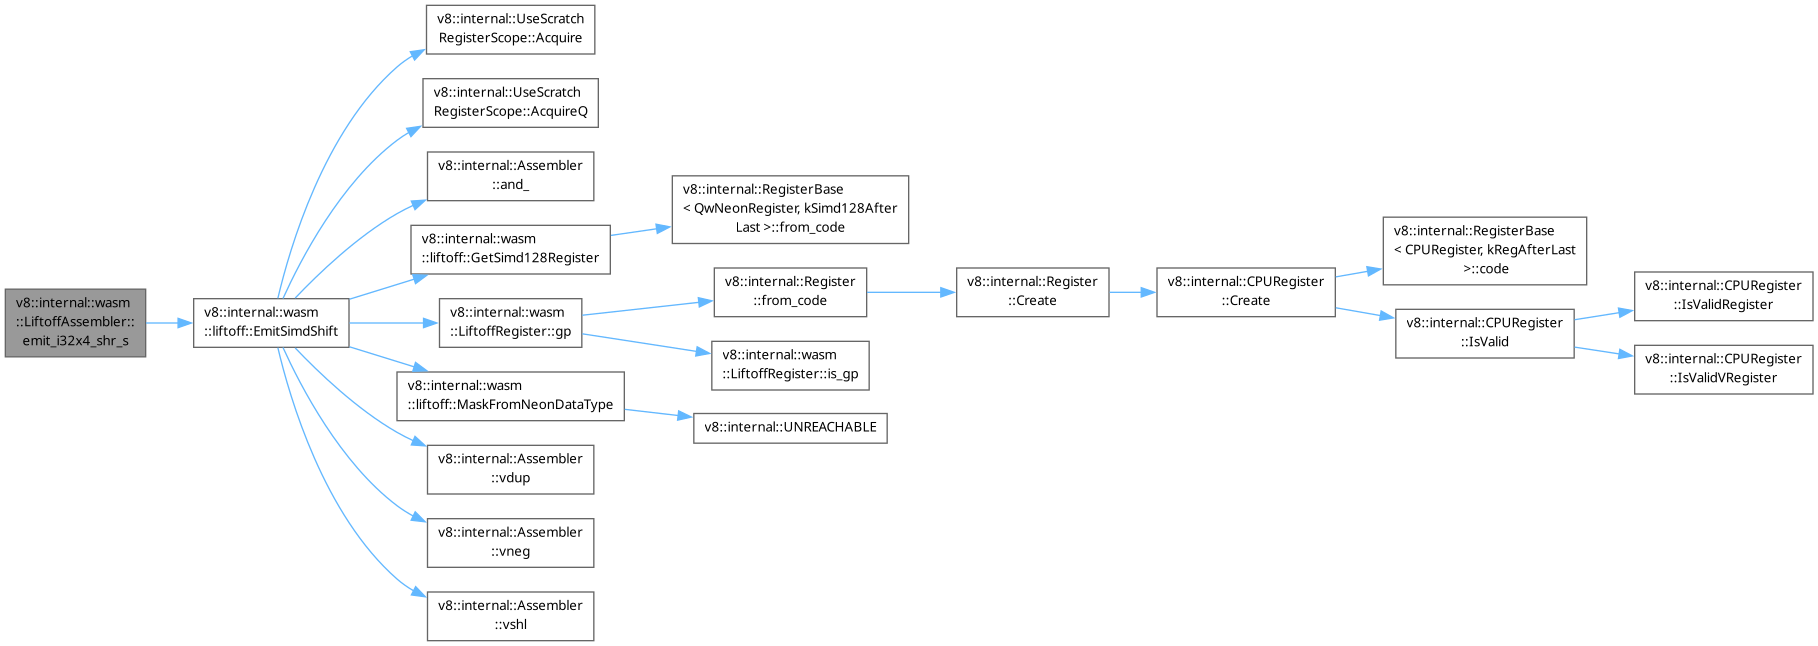 v8::internal::UseScratch
RegisterScope::Acquire
v8::internal::UseScratch
RegisterScope::AcquireQ
v8::internal::Assembler
::and_
v8::internal::wasm
::liftoff::GetSimd128Register
v8::internal::RegisterBase
< QwNeonRegister, kSimd128After
Last >::from_code
v8::internal::wasm
::LiftoffAssembler::
emit_i32x4_shr_s
v8::internal::wasm
::liftoff::EmitSimdShift
v8::internal::wasm
::LiftoffRegister::gp
v8::internal::Register
::from_code
v8::internal::Register
::Create
v8::internal::CPURegister
::Create
v8::internal::RegisterBase
< CPURegister, kRegAfterLast
>::code
v8::internal::CPURegister
::IsValid
v8::internal::CPURegister
::IsValidRegister
v8::internal::CPURegister
::IsValidVRegister
v8::internal::wasm
::LiftoffRegister::is_gp
v8::internal::wasm
::liftoff::MaskFromNeonDataType
v8::internal::UNREACHABLE
v8::internal::Assembler
::vdup
v8::internal::Assembler
::vneg
v8::internal::Assembler
::vshl